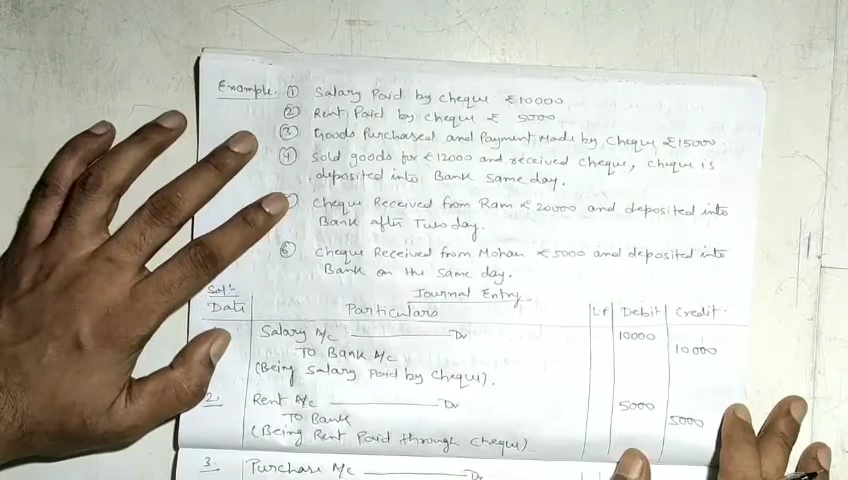 Example. ① Salary Paid by cheque ₹10000
② Rent Paid by cheque ₹ 5000
③ Goods Purchased and Payment Made by cheque ₹15000.
④ Sold goods for ₹12000 and received cheque, cheque is
deposited into Bank same day.
Cheque Received from Ram ₹20000 and deposited into
Bank after Two day.
⑥ Cheque Received from Mohan ₹5000 and deposited into
Bank on the same day.
Solⁿ:
Journal Entry
Date Particulars Lf Debit Credit.
Salary A/c Dr 10000
To Bank A/c 10000
(Being Salary Paid by Cheque).
2. Rent A/c Dr 5000
To Bank 5000
(Being Rent Paid through Cheque)
3. Purchase A/c Dr